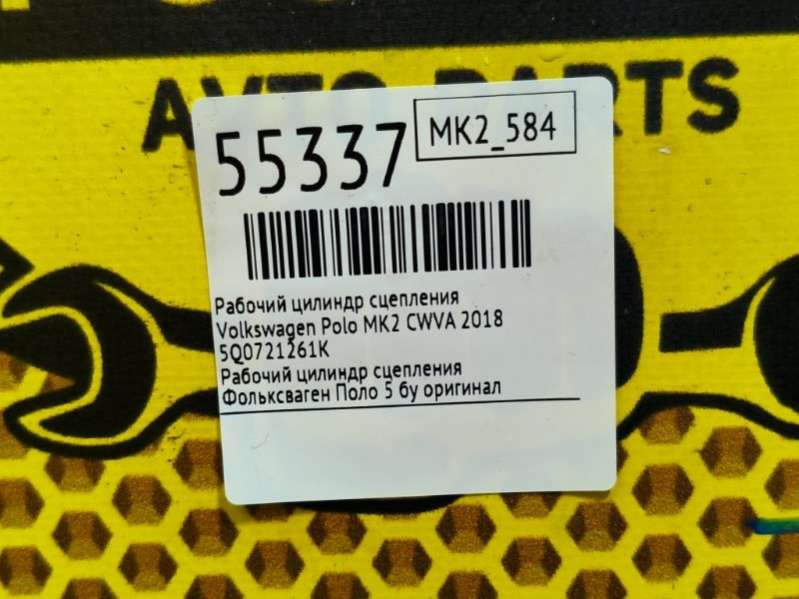 AVTO PARTS
55337
MK2_584
Рабочий цилиндр сцепления
Volkswagen Polo MK2 CWVA 2018
5Q0721261K
Рабочий цилиндр сцепления
Фольксваген Поло 5 бу оригинал